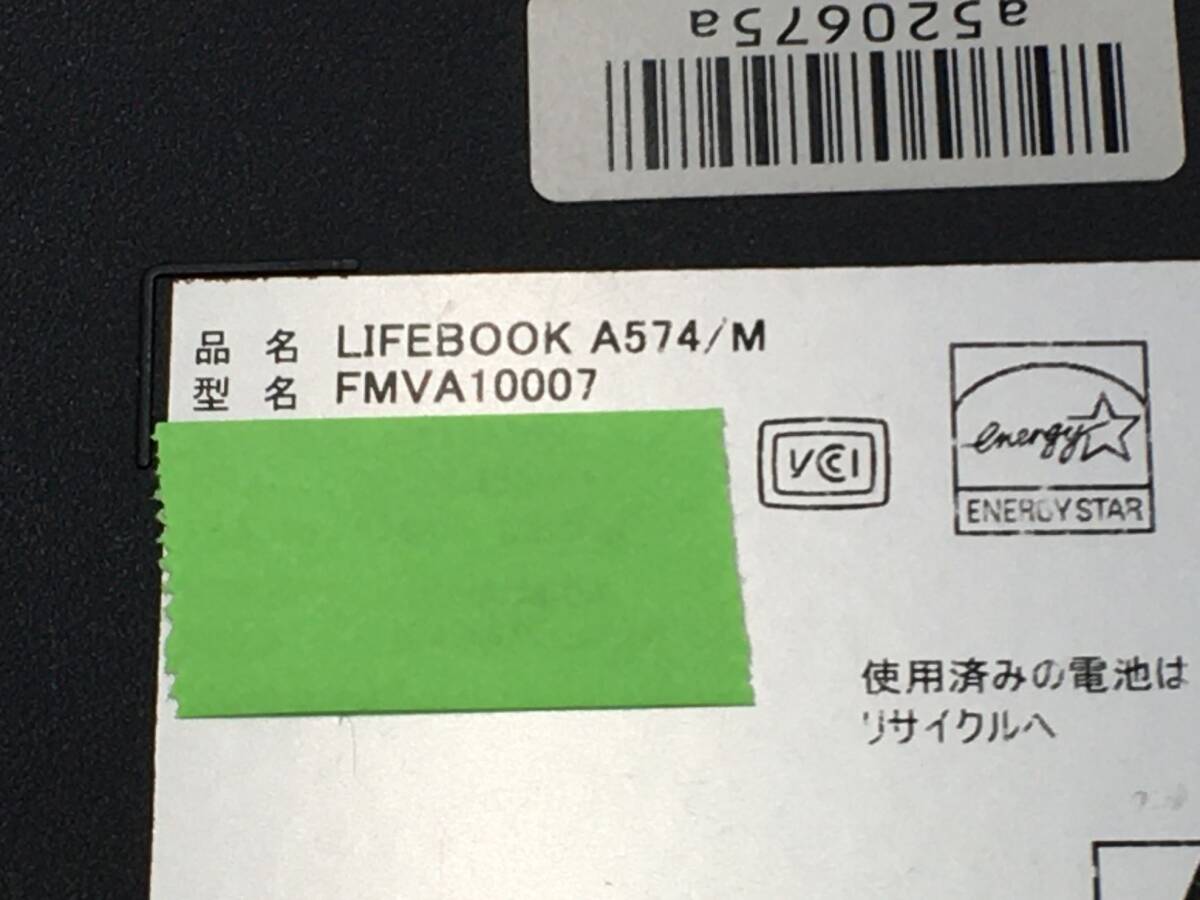 a520675a
品 名 LIFEBOOK A574/M
型 名 FMVA10007
VCCI
energy
ENERGY STAR
使用済みの電池は
リサイクルへ